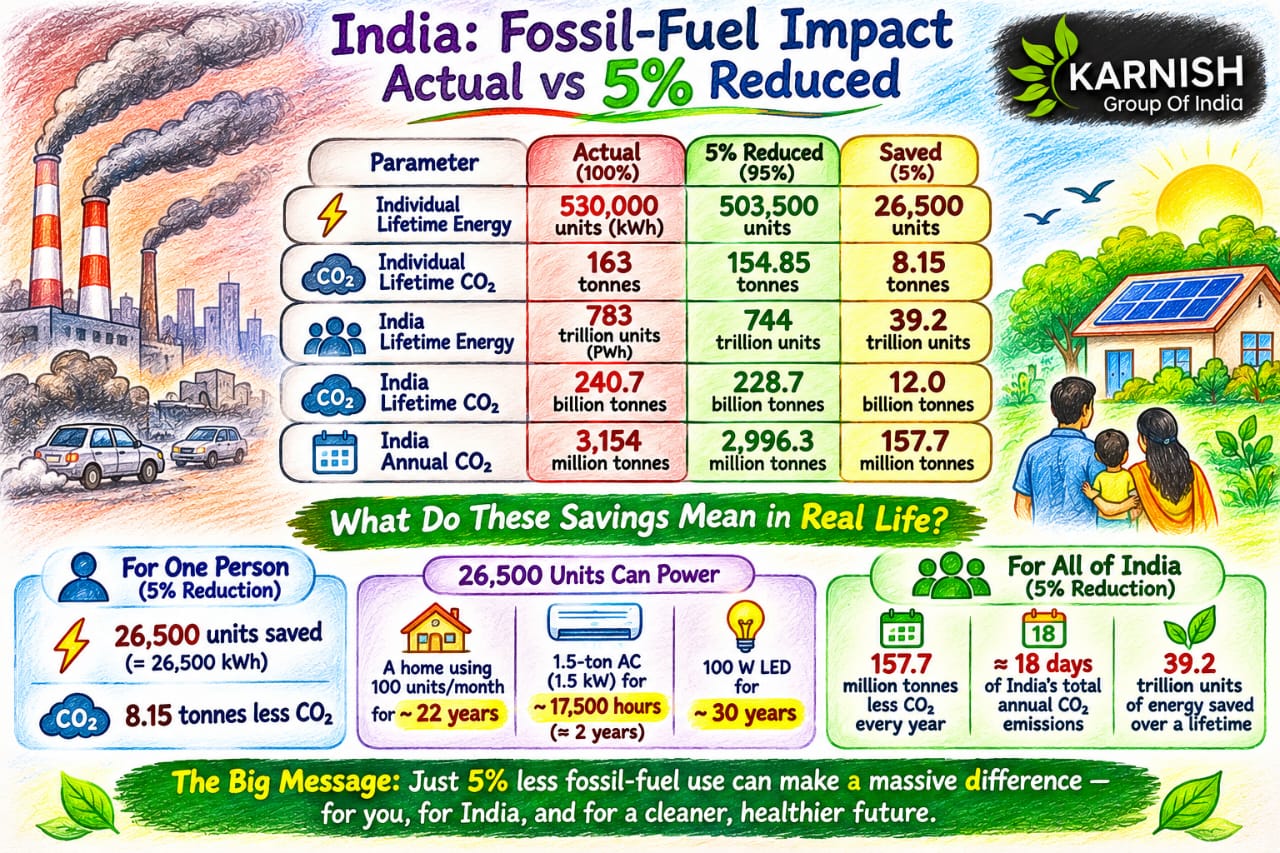 India: Fossil-Fuel Impact
Actual vs 5% Reduced
KARNISH
Group Of India
Parameter
Actual
(100%)
5% Reduced
(95%)
Saved
(5%)
Individual
Lifetime Energy
530,000
units (kWh)
503,500
units
26,500
units
CO₂
Individual
Lifetime CO₂
163
tonnes
154.85
tonnes
8.15
tonnes
India
Lifetime Energy
783
trillion units
(PWh)
744
trillion units
39.2
trillion units
CO₂
India
Lifetime CO₂
240.7
billion tonnes
228.7
billion tonnes
12.0
billion tonnes
India
Annual CO₂
3,154
million tonnes
2,996.3
million tonnes
157.7
million tonnes
What Do These Savings Mean in Real Life?
For One Person
(5% Reduction)
26,500 units saved
(= 26,500 kWh)
CO₂
8.15 tonnes less CO₂
26,500 Units Can Power
A home using
100 units/month
for ~ 22 years
1.5-ton AC
(1.5 kW) for
~ 17,500 hours
(≈ 2 years)
100 W LED
for
~ 30 years
For All of India
(5% Reduction)
157.7
million tonnes
less CO₂
every year
18
≈ 18 days
of India's total
annual CO₂
emissions
39.2
trillion units
of energy saved
over a lifetime
The Big Message: Just 5% less fossil-fuel use can make a massive difference —
for you, for India, and for a cleaner, healthier future.